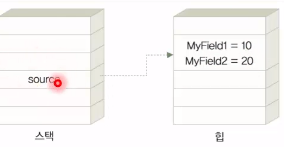 MyField1 = 10
MyField2 = 20
source
스택
힙